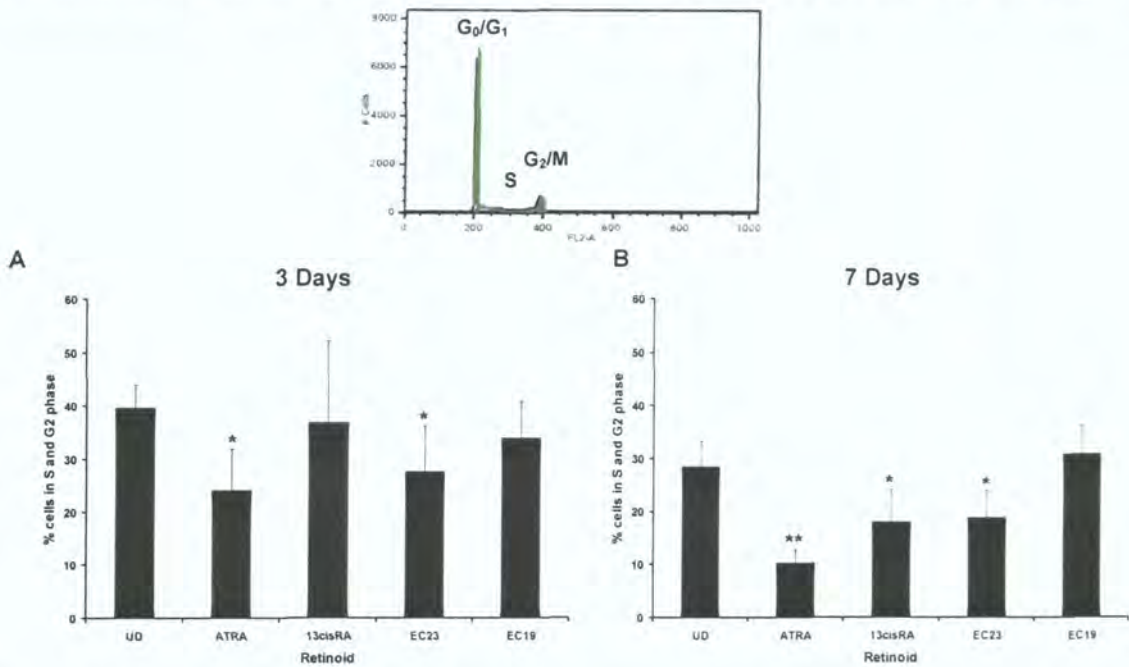 9000
G₀/G₁
6000
# Cells
4000
G₂/M
2000
S
0
0 200 400 600 800 1000
FL2-A
A
3 Days
60
50
40
30
20
10
0
% cells in S and G2 phase
*
*
UD ATRA 13cisRA EC23 EC19
Retinoid
B
7 Days
60
50
40
30
20
10
0
% cells in S and G2 phase
**
*
*
UD ATRA 13cisRA EC23 EC19
Retinoid